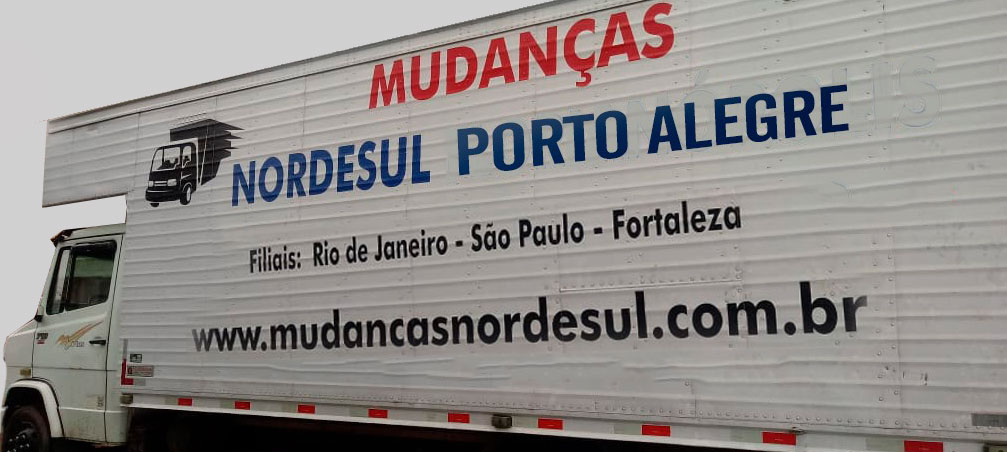 MUDANÇAS
NORDESUL PORTO ALEGRE
Filiais: Rio de Janeiro - São Paulo - Fortaleza
www.mudancasnordesul.com.br